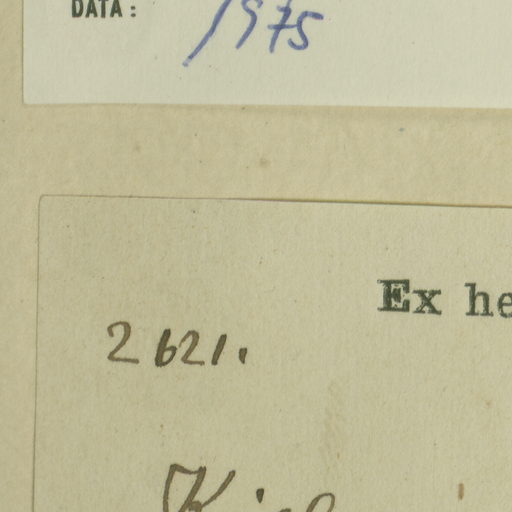 DATA: 1975
Ex he
2621.